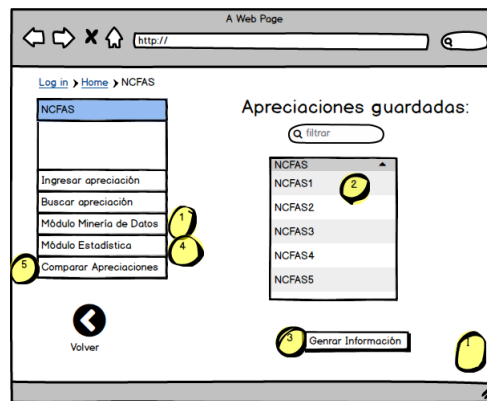 A Web Page
http://
Log in > Home > NCFAS
NCFAS
Ingresar apreciación
Buscar apreciación
Módulo Minería de Datos
1
Módulo Estadística
4
5
Comparar Apreciaciones
Volver
Apreciaciones guardadas:
filtrar
NCFAS
NCFAS1
2
NCFAS2
NCFAS3
NCFAS4
NCFAS5
3
Genrar Información
1